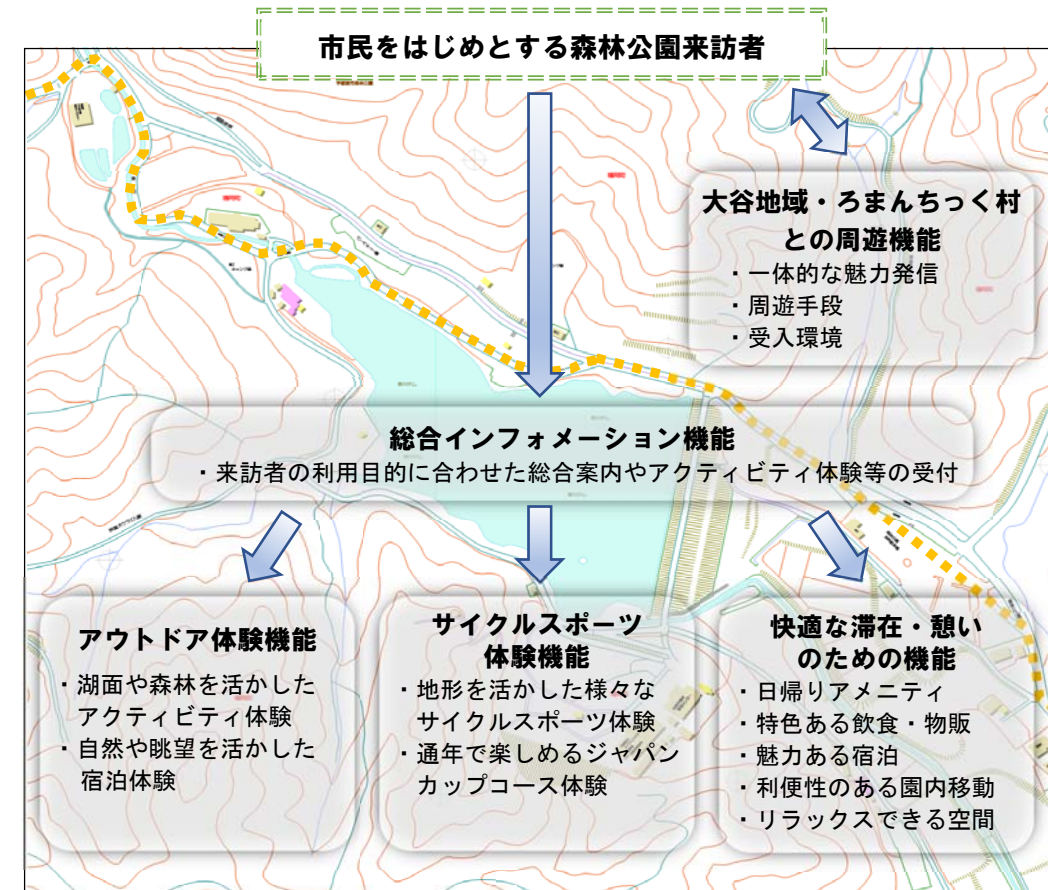 市民をはじめとする森林公園来訪者
大谷地域・ろまんちっく村
との周遊機能
・一体的な魅力発信
・周遊手段
・受入環境
総合インフォメーション機能
・来訪者の利用目的に合わせた総合案内やアクティビティ体験等の受付
アウトドア体験機能
・湖面や森林を活かした
アクティビティ体験
・自然や眺望を活かした
宿泊体験
サイクルスポーツ
体験機能
・地形を活かした様々な
サイクルスポーツ体験
・通年で楽しめるジャパン
カップコース体験
快適な滞在・憩い
のための機能
・日帰りアメニティ
・特色ある飲食・物販
・魅力ある宿泊
・利便性のある園内移動
・リラックスできる空間